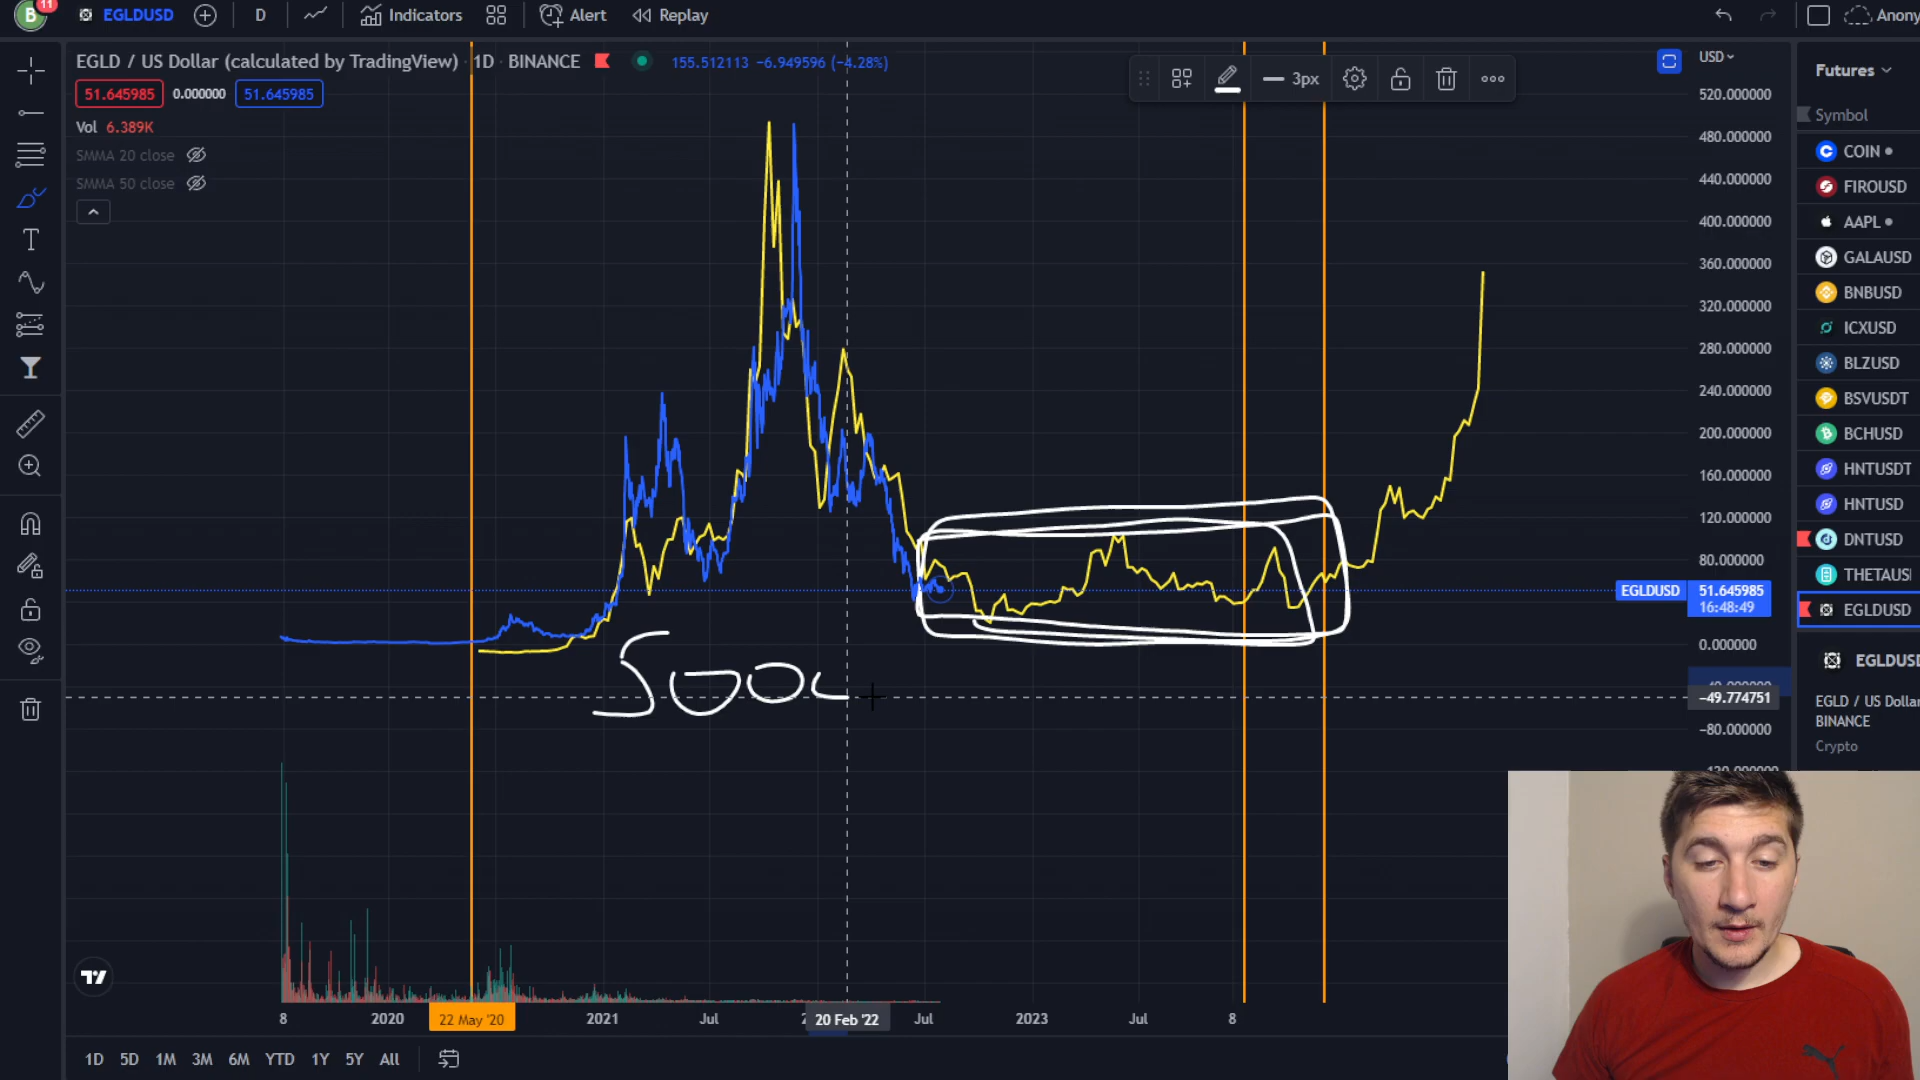 B 11 EGLDUSD D Indicators Alert Replay Anony
EGLD / US Dollar (calculated by TradingView) · 1D · BINANCE 155.512113 −6.949596 (−4.28%) 3px USD
51.645985 0.000000 51.645985
Vol 6.389K
SMMA 20 close
SMMA 50 close
520.000000
480.000000
440.000000
400.000000
360.000000
320.000000
280.000000
240.000000
200.000000
160.000000
120.000000
80.000000
EGLDUSD 51.645985
16:48:49
0.000000
−49.774751
−80.000000
Futures
Symbol
COIN
FIROUSD
AAPL
GALAUSD
BNBUSD
ICXUSD
BLZUSD
BSVUSDT
BCHUSD
HNTUSDT
HNTUSD
DNTUSD
THETAUSI
EGLDUSD
EGLDUSD
EGLD / US Dollar
BINANCE
Crypto
8 2020 22 May '20 2021 Jul 20 Feb '22 Jul 2023 Jul 8
1D 5D 1M 3M 6M YTD 1Y 5Y All